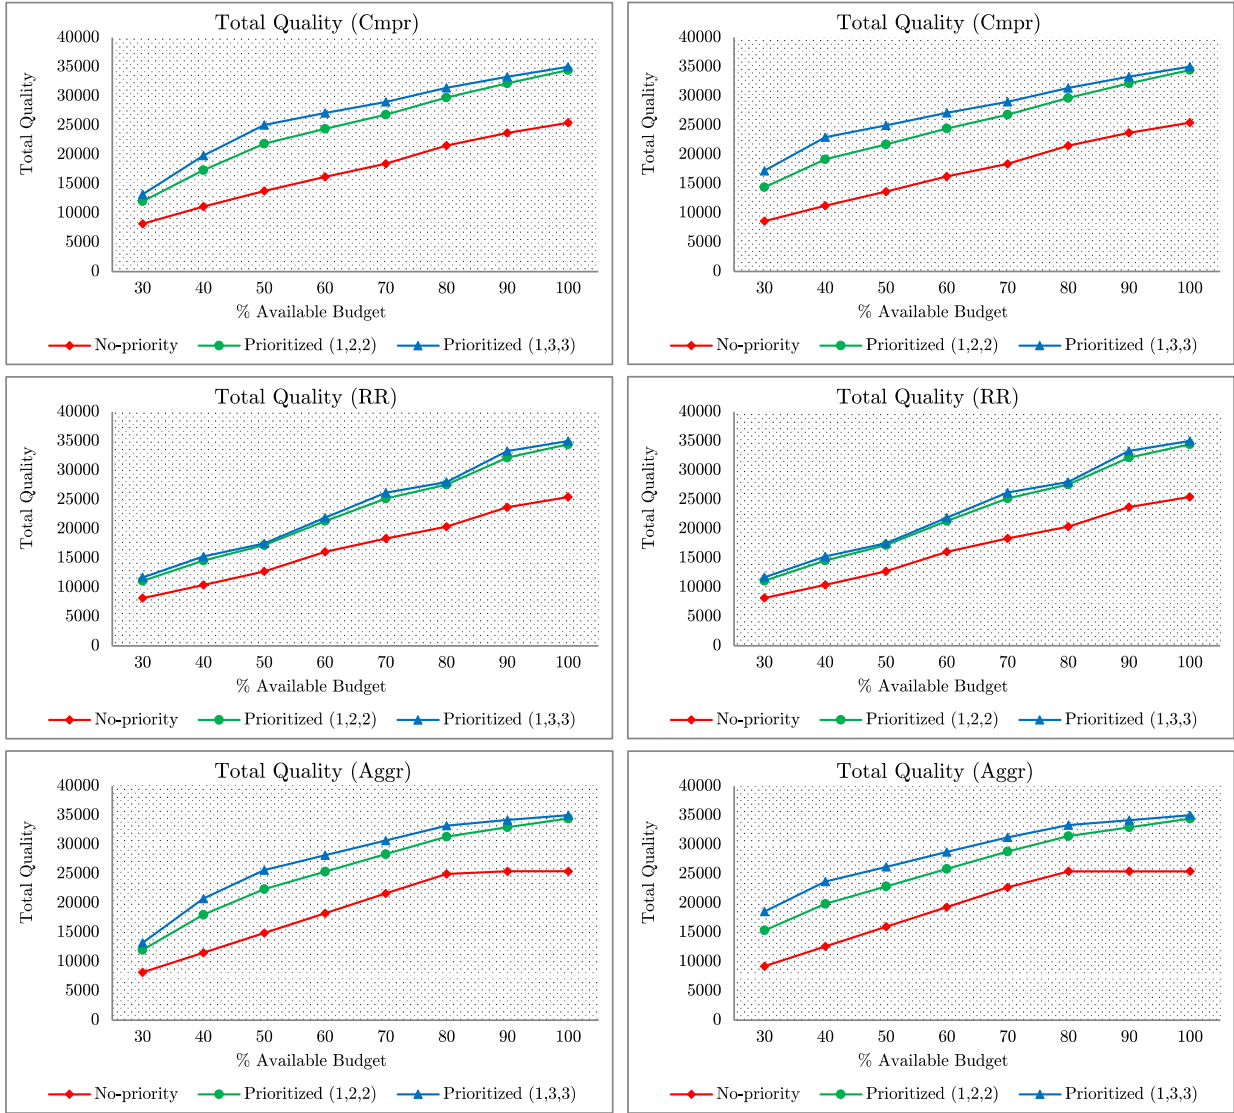 Total Quality (Cmpr)
Total Quality
40000
35000
30000
25000
20000
15000
10000
5000
0
30 40 50 60 70 80 90 100
% Available Budget
No-priority Prioritized (1,2,2) Prioritized (1,3,3)
Total Quality (Cmpr)
Total Quality
40000
35000
30000
25000
20000
15000
10000
5000
0
30 40 50 60 70 80 90 100
% Available Budget
No-priority Prioritized (1,2,2) Prioritized (1,3,3)
Total Quality (RR)
Total Quality
40000
35000
30000
25000
20000
15000
10000
5000
0
30 40 50 60 70 80 90 100
% Available Budget
No-priority Prioritized (1,2,2) Prioritized (1,3,3)
Total Quality (RR)
Total Quality
40000
35000
30000
25000
20000
15000
10000
5000
0
30 40 50 60 70 80 90 100
% Available Budget
No-priority Prioritized (1,2,2) Prioritized (1,3,3)
Total Quality (Aggr)
Total Quality
40000
35000
30000
25000
20000
15000
10000
5000
0
30 40 50 60 70 80 90 100
% Available Budget
No-priority Prioritized (1,2,2) Prioritized (1,3,3)
Total Quality (Aggr)
Total Quality
40000
35000
30000
25000
20000
15000
10000
5000
0
30 40 50 60 70 80 90 100
% Available Budget
No-priority Prioritized (1,2,2) Prioritized (1,3,3)